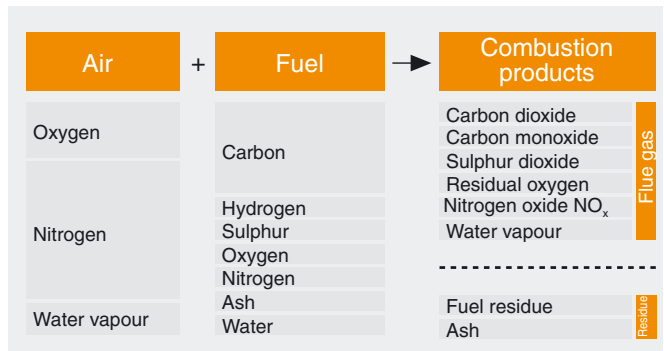 Air + Fuel → Combustion
products
Oxygen
Nitrogen
Water vapour
Carbon
Hydrogen
Sulphur
Oxygen
Nitrogen
Ash
Water
Carbon dioxide
Carbon monoxide
Sulphur dioxide
Residual oxygen
Nitrogen oxide NOx
Water vapour
Flue gas
Fuel residue
Ash
Residue